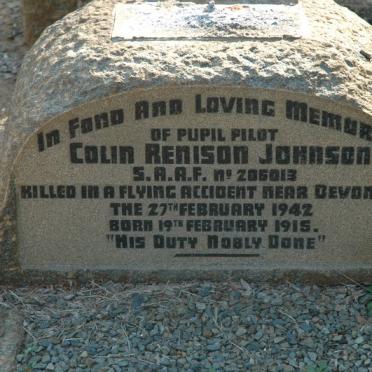 In Fond And Loving Memor
OF PUPIL PILOT
COLIN RENISON JOHNSON
S.A.A.F. No 206013
KILLED IN A FLYING ACCIDENT NEAR DEVON
THE 27TH FEBRUARY 1942
BORN 19TH FEBRUARY 1915.
"HIS DUTY NOBLY DONE"